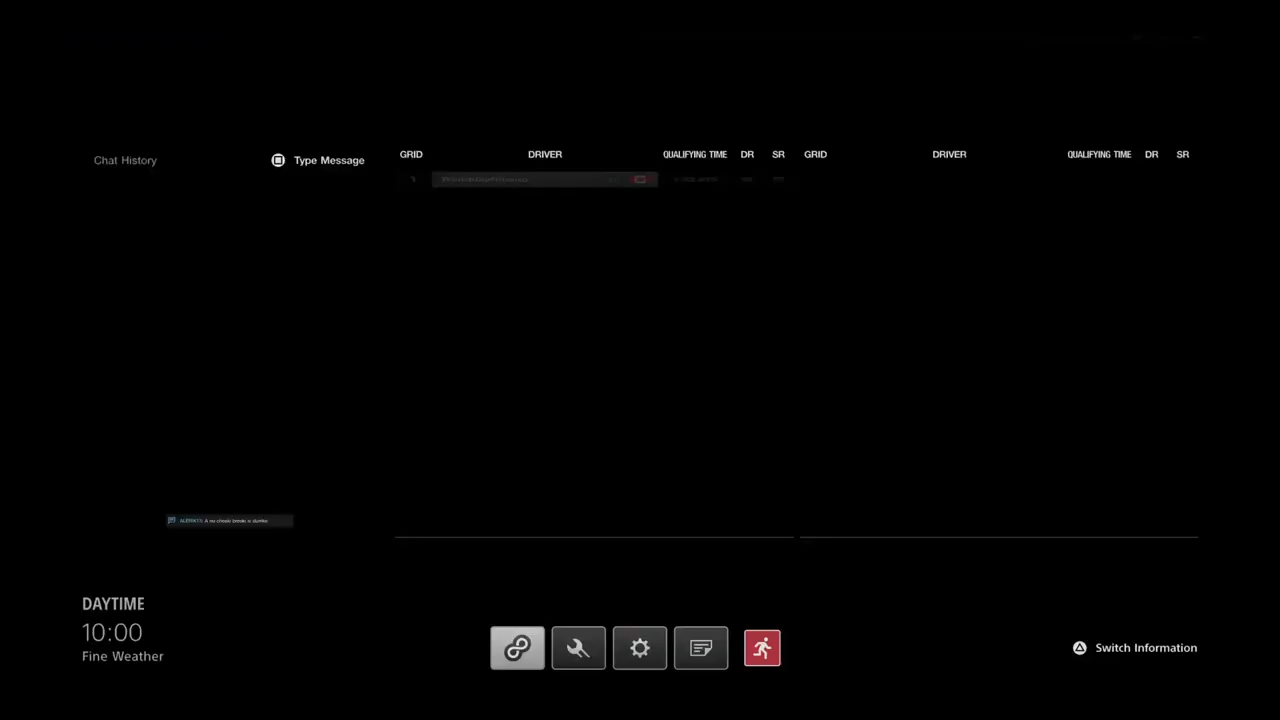 Chat History
Type Message
GRID DRIVER QUALIFYING TIME DR SR GRID DRIVER QUALIFYING TIME DR SR
DAYTIME
10:00
Fine Weather
Switch Information